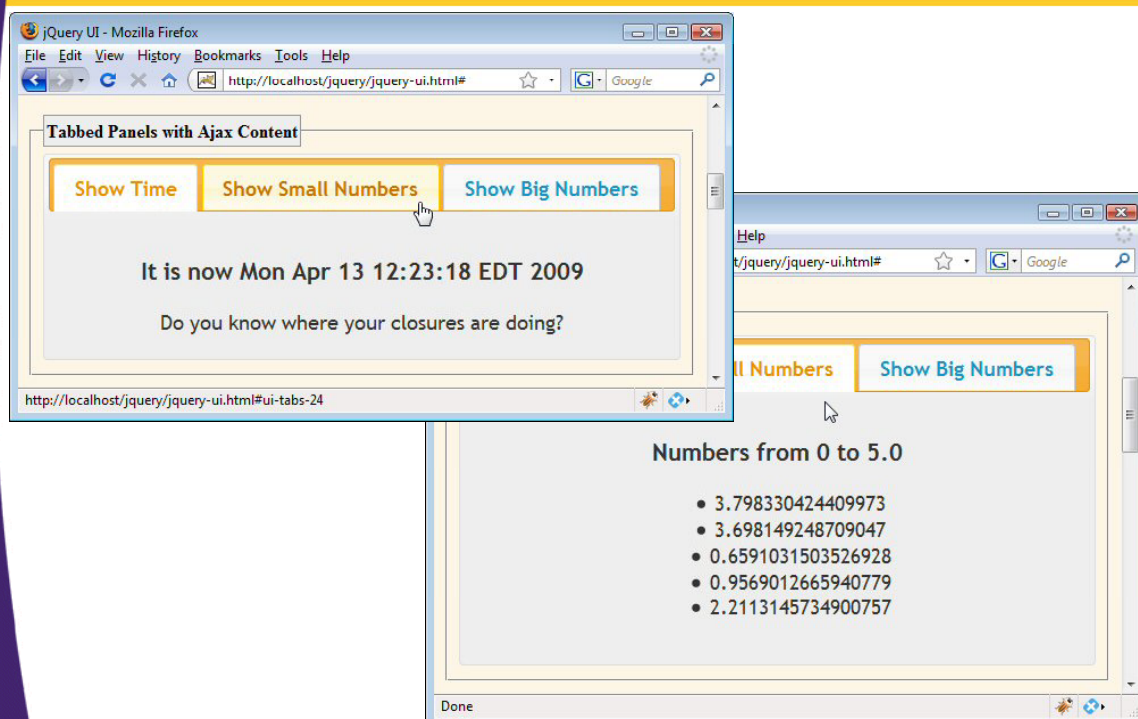 jQuery UI - Mozilla Firefox
File Edit View History Bookmarks Tools Help
http://localhost/jquery/jquery-ui.html#
G Google
Tabbed Panels with Ajax Content
Show Time Show Small Numbers Show Big Numbers
It is now Mon Apr 13 12:23:18 EDT 2009
Do you know where your closures are doing?
http://localhost/jquery/jquery-ui.html#ui-tabs-24
Help
t/jquery/jquery-ui.html#
G Google
ll Numbers Show Big Numbers
Numbers from 0 to 5.0
• 3.798330424409973
• 3.698149248709047
• 0.6591031503526928
• 0.9569012665940779
• 2.2113145734900757
Done